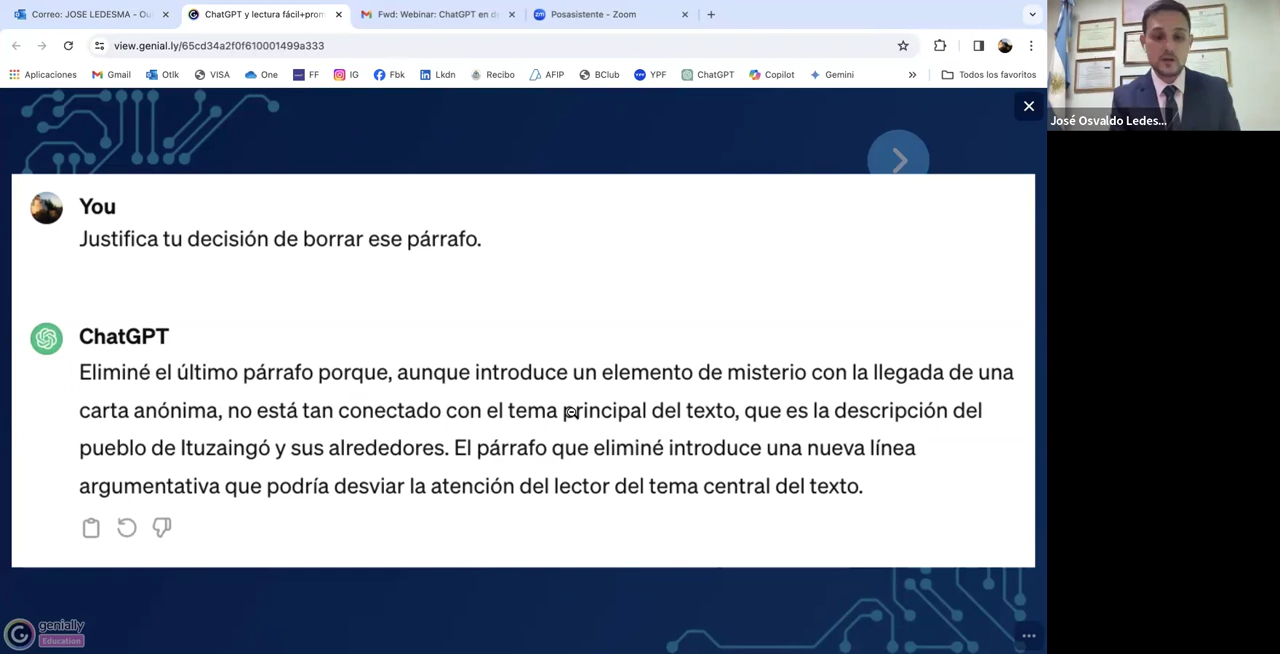 Correo: JOSE LEDESMA - Ou
ChatGPT y lectura fácil+prom
Fwd: Webinar: ChatGPT en d
zm Posasistente - Zoom
view.genial.ly/65cd34a2f0f610001499a333
Aplicaciones Gmail Otlk VISA One FF IG Fbk Lkdn Recibo AFIP BClub YPF ChatGPT Copilot Gemini » Todos los favoritos
José Osvaldo Ledes...
You
Justifica tu decisión de borrar ese párrafo.
ChatGPT
Eliminé el último párrafo porque, aunque introduce un elemento de misterio con la llegada de una
carta anónima, no está tan conectado con el tema principal del texto, que es la descripción del
pueblo de Ituzaingó y sus alrededores. El párrafo que eliminé introduce una nueva línea
argumentativa que podría desviar la atención del lector del tema central del texto.
genially
Education